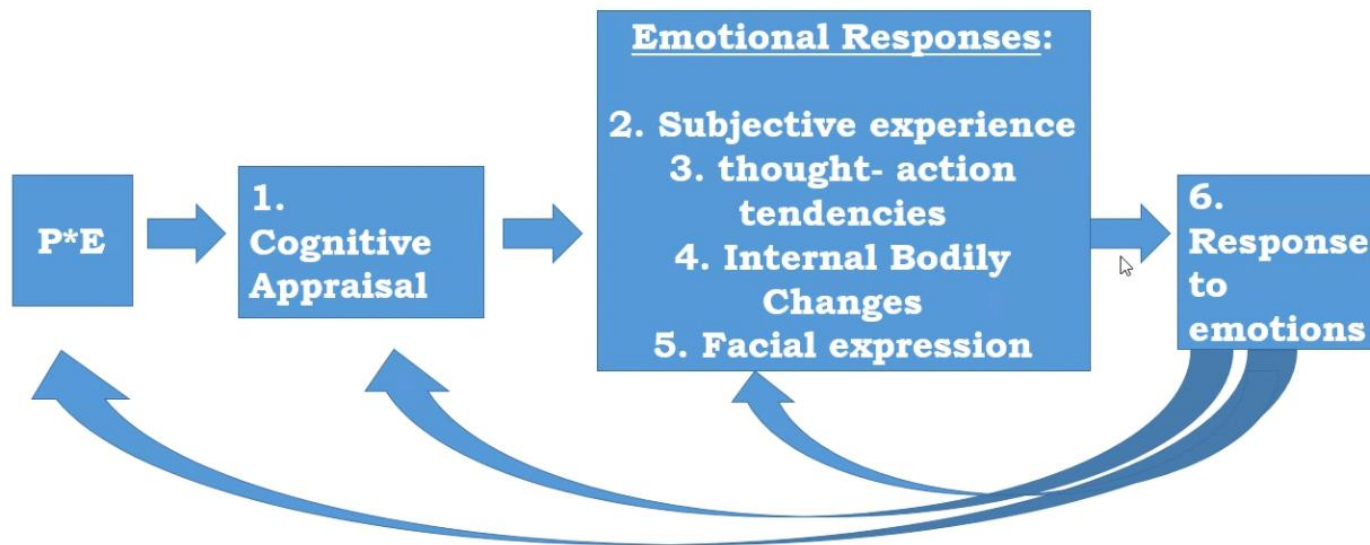 P*E
1.
Cognitive
Appraisal
Emotional Responses:
2. Subjective experience
3. thought- action
tendencies
4. Internal Bodily
Changes
5. Facial expression
6.
Response
to
emotions